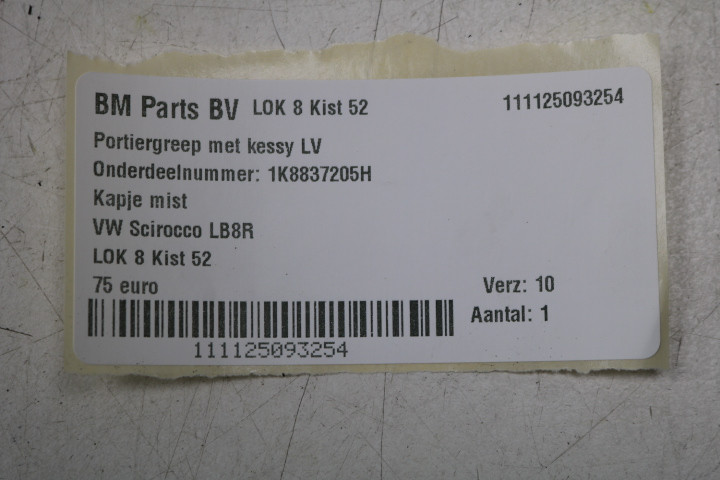 BM Parts BV LOK 8 Kist 52 111125093254
Portiergreep met kessy LV
Onderdeelnummer: 1K8837205H
Kapje mist
VW Scirocco LB8R
LOK 8 Kist 52
75 euro Verz: 10
Aantal: 1
111125093254